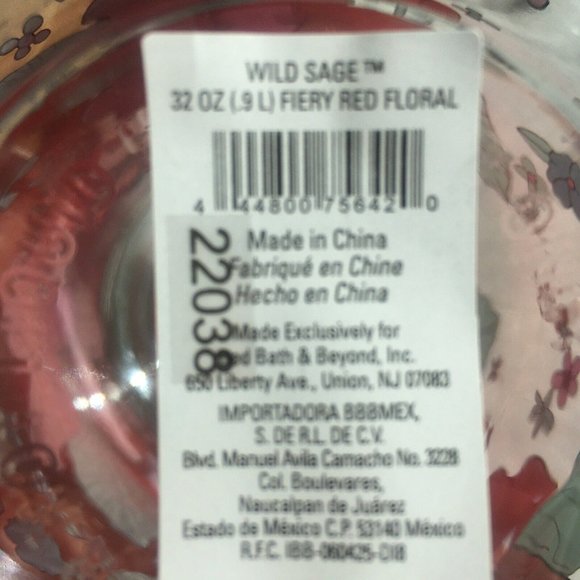 WILD SAGE™
32 OZ (.9 L) FIERY RED FLORAL
4 44800 75642 0
22038
Made in China
Fabriqué en Chine
Hecho en China
Made Exclusively for
Bath & Beyond, Inc.
650 Liberty Ave., Union, NJ 07083
IMPORTADORA BBBMEX,
S. DE R.L. DE C.V.
Blvd. Manuel Avila Camacho No. 3228
Col. Boulevares,
Naucalpan de Juárez
Estado de México C.P. 53140 México
R.F.C. IBB-060425-D18